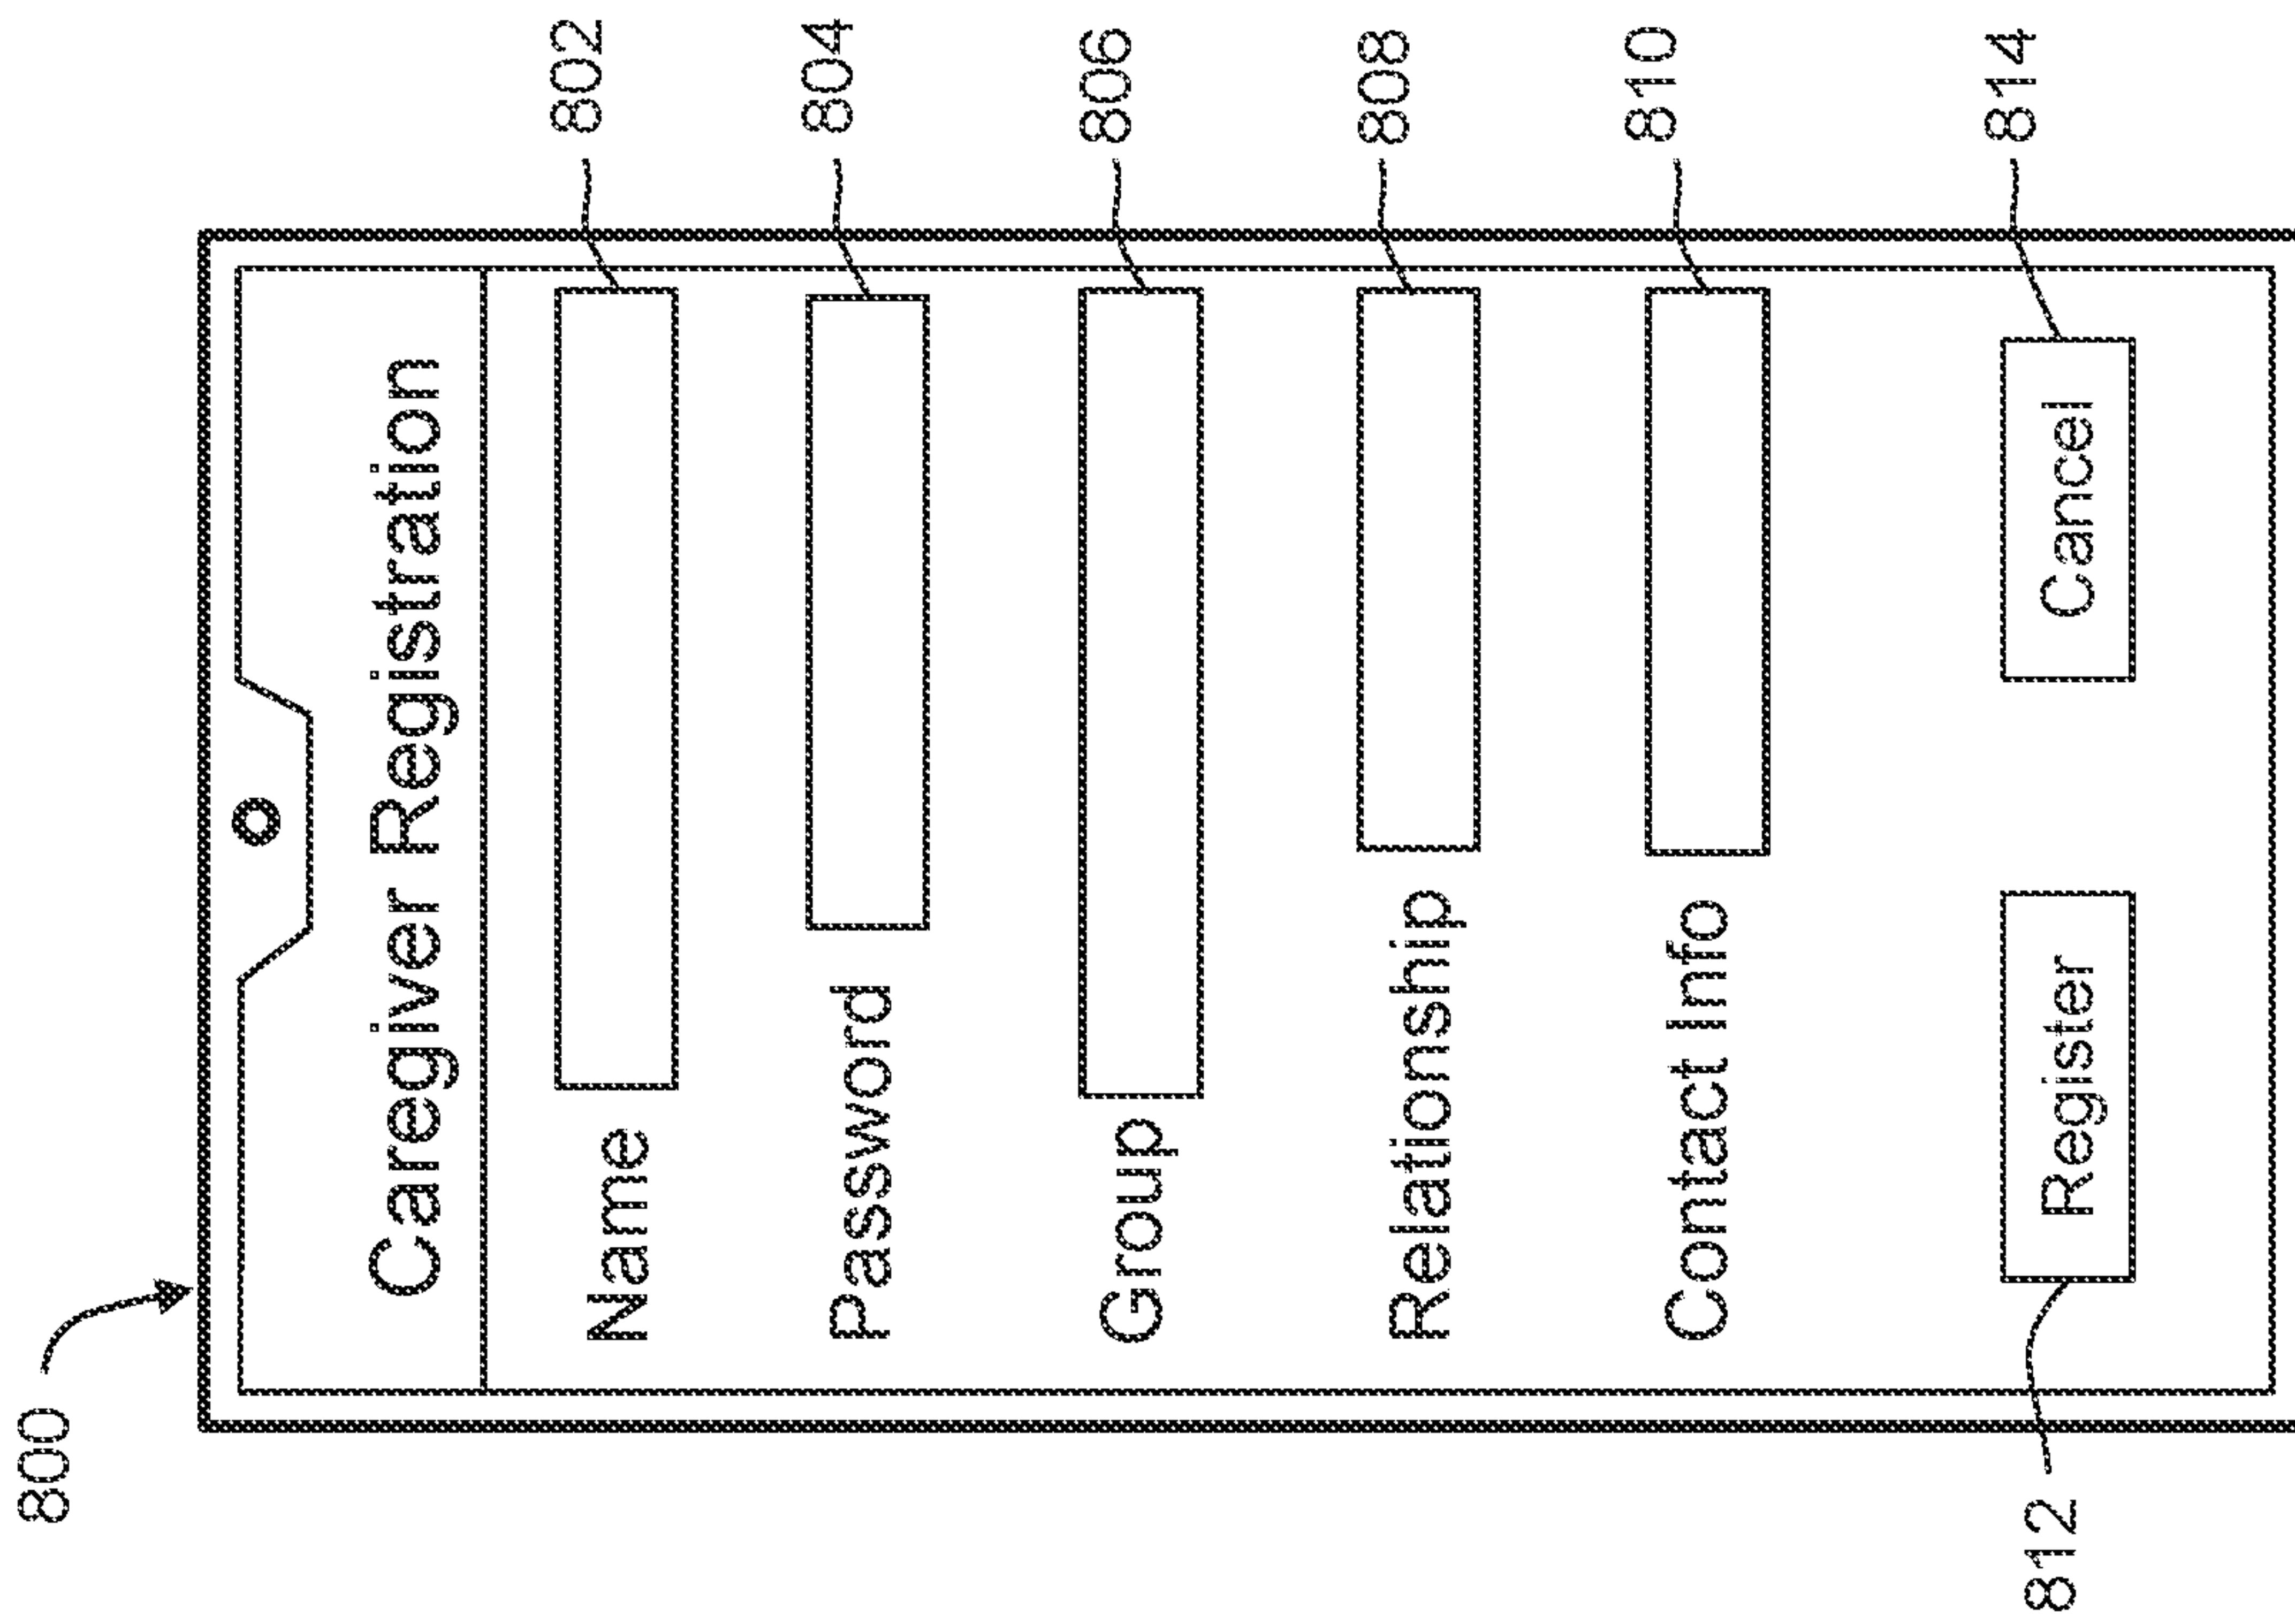 800
Caregiver Registration
Name 802
Password 804
Group 806
Relationship 808
Contact Info 810
812 Register Cancel 814